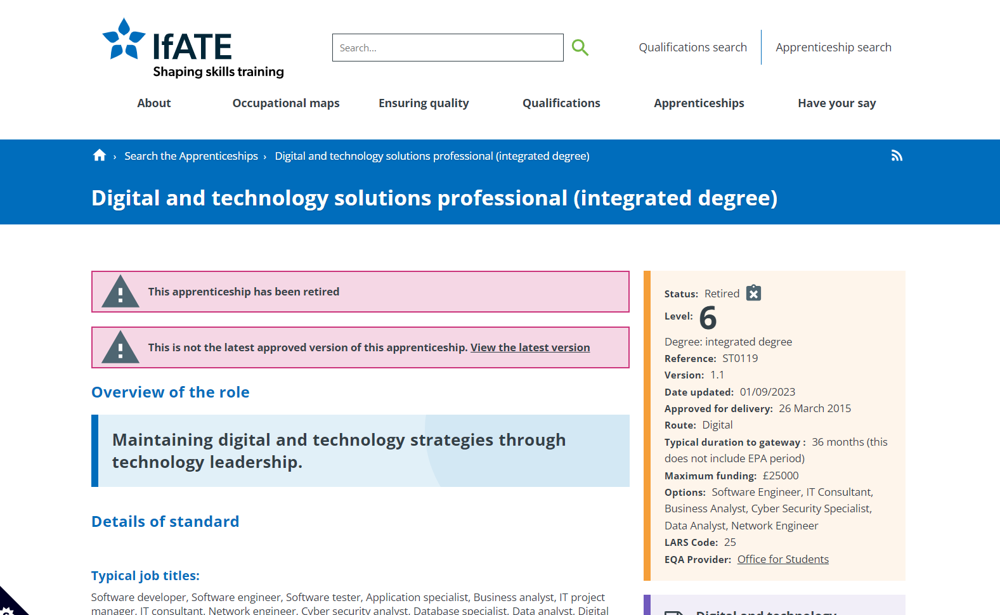 IfATE
Shaping skills training
Search...
Qualifications search
Apprenticeship search
About
Occupational maps
Ensuring quality
Qualifications
Apprenticeships
Have your say
› Search the Apprenticeships › Digital and technology solutions professional (integrated degree)
Digital and technology solutions professional (integrated degree)
This apprenticeship has been retired
This is not the latest approved version of this apprenticeship. View the latest version
Overview of the role
Maintaining digital and technology strategies through
technology leadership.
Details of standard
Typical job titles:
Software developer, Software engineer, Software tester, Application specialist, Business analyst, IT project
manager, IT consultant, Network engineer, Cyber security analyst, Database specialist, Data analyst, Digital
Status: Retired
Level: 6
Degree: integrated degree
Reference: ST0119
Version: 1.1
Date updated: 01/09/2023
Approved for delivery: 26 March 2015
Route: Digital
Typical duration to gateway : 36 months (this
does not include EPA period)
Maximum funding: £25000
Options: Software Engineer, IT Consultant,
Business Analyst, Cyber Security Specialist,
Data Analyst, Network Engineer
LARS Code: 25
EQA Provider: Office for Students
Digital and technology